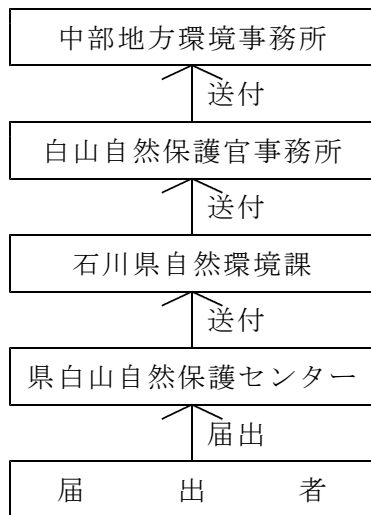 中部地方環境事務所
送付
白山自然保護官事務所
送付
石川県自然環境課
送付
県白山自然保護センター
届出
届出者